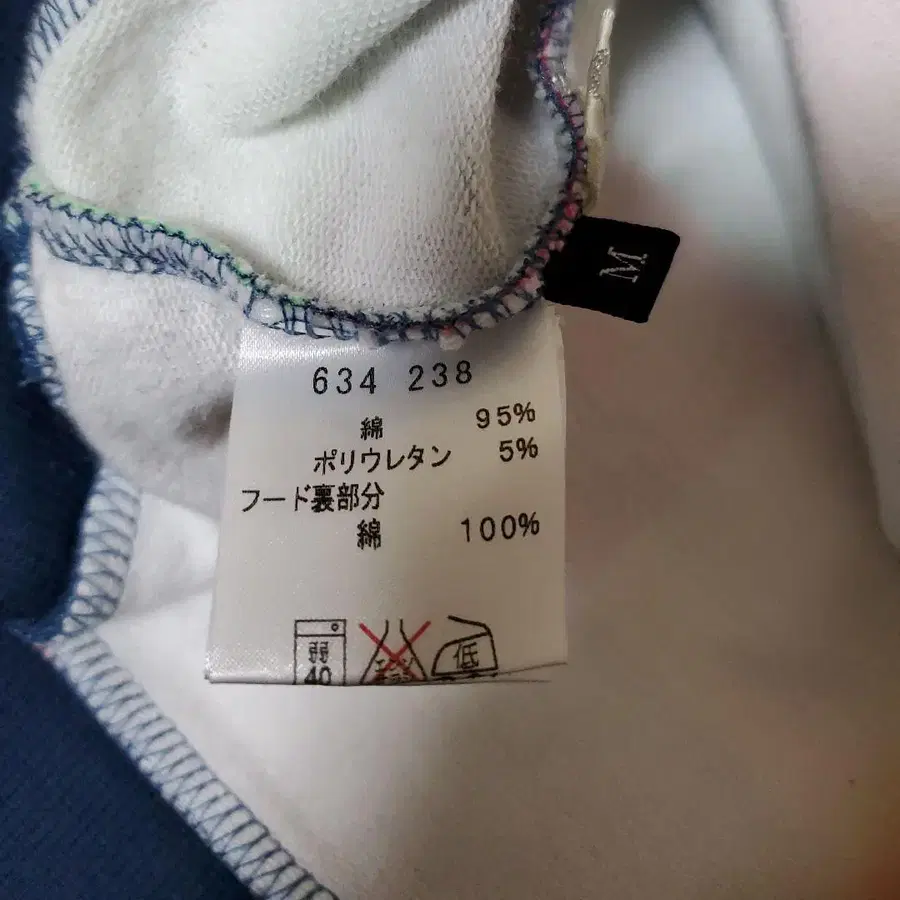 M
634 238
綿 95%
ポリウレタン 5%
フード裏部分
綿 100%
弱
40
低